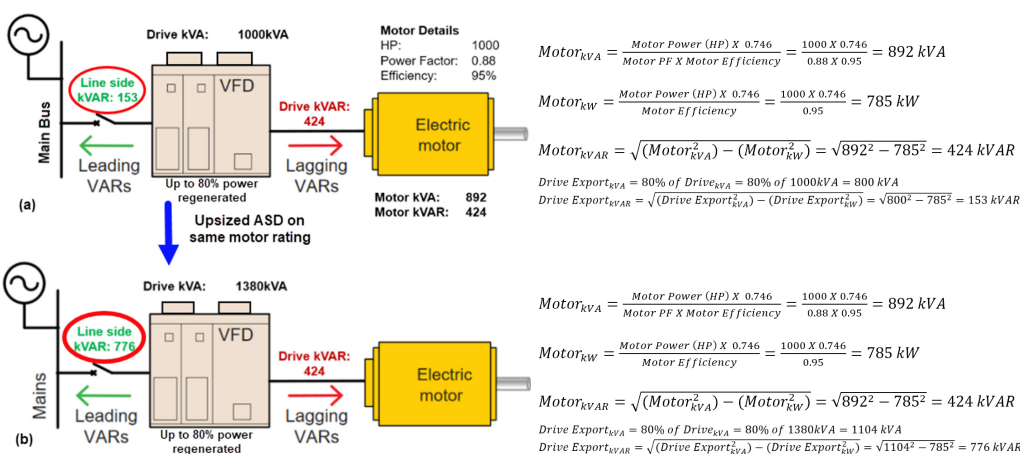 Drive kVA: 1000kVA
Motor Details
HP: 1000
Power Factor: 0.88
Efficiency: 95%
Line side
kVAR: 153
VFD
Drive kVAR:
424
Main Bus
Electric
motor
Leading
VARs
Lagging
VARs
Up to 80% power
regenerated
Motor kVA: 892
Motor kVAR: 424
(a)
Upsized ASD on
same motor rating
Motor_kVA = Motor Power (HP) X 0.746 / Motor PF X Motor Efficiency = 1000 X 0.746 / 0.88 X 0.95 = 892 kVA
Motor_kW = Motor Power (HP) X 0.746 / Motor Efficiency = 1000 X 0.746 / 0.95 = 785 kW
Motor_kVAR = √(Motor²_kVA) − (Motor²_kW) = √892² − 785² = 424 kVAR
Drive Export_kVA = 80% of Drive_kVA = 80% of 1000kVA = 800 kVA
Drive Export_kVAR = √(Drive Export²_kVA) − (Drive Export²_kW) = √800² − 785² = 153 kVAR
Drive kVA: 1380kVA
Line side
kVAR: 776
VFD
Drive kVAR:
424
Mains
Electric
motor
Leading
VARs
Lagging
VARs
Up to 80% power
regenerated
(b)
Motor_kVA = Motor Power (HP) X 0.746 / Motor PF X Motor Efficiency = 1000 X 0.746 / 0.88 X 0.95 = 892 kVA
Motor_kW = Motor Power (HP) X 0.746 / Motor Efficiency = 1000 X 0.746 / 0.95 = 785 kW
Motor_kVAR = √(Motor²_kVA) − (Motor²_kW) = √892² − 785² = 424 kVAR
Drive Export_kVA = 80% of Drive_kVA = 80% of 1380kVA = 1104 kVA
Drive Export_kVAR = √(Drive Export²_kVA) − (Drive Export²_kW) = √1104² − 785² = 776 kVAR